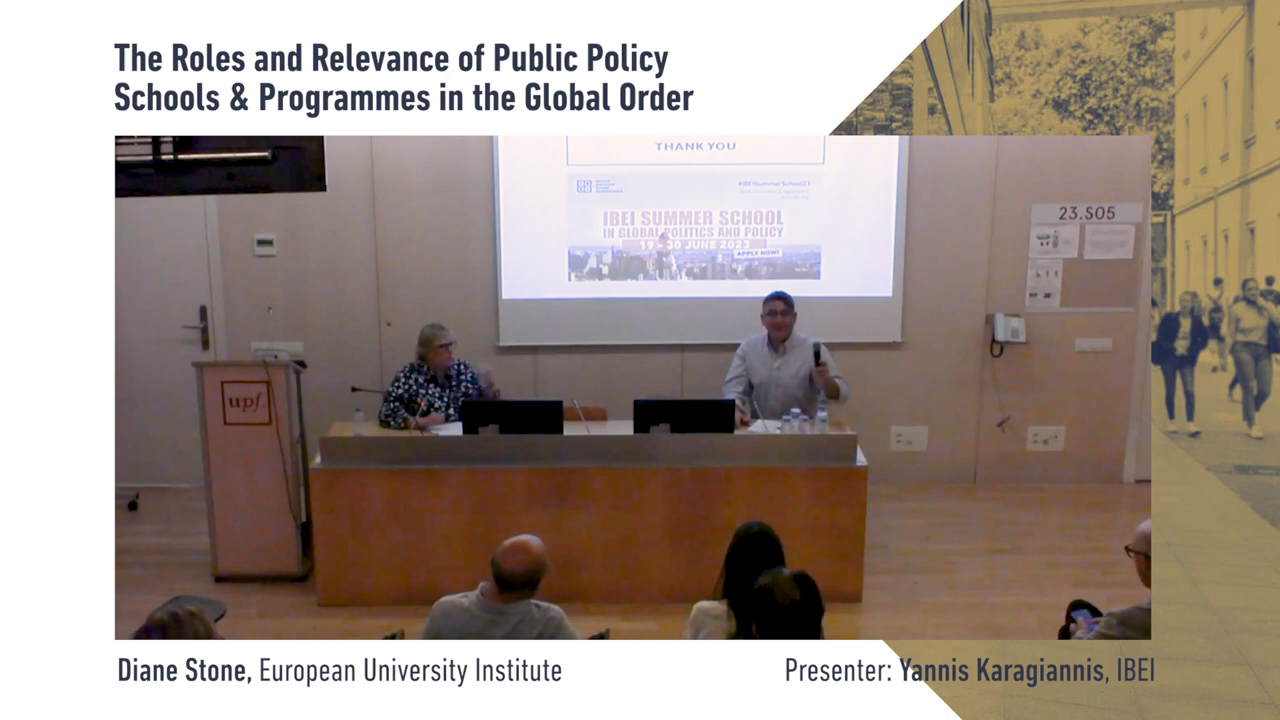 The Roles and Relevance of Public Policy
Schools & Programmes in the Global Order
THANK YOU
#IBEISummerSchool23
IBEI SUMMER SCHOOL
IN GLOBAL POLITICS AND POLICY
19 - 30 JUNE 2023
APPLY NOW!
23.S05
upf.
Diane Stone, European University Institute
Presenter: Yannis Karagiannis, IBEI